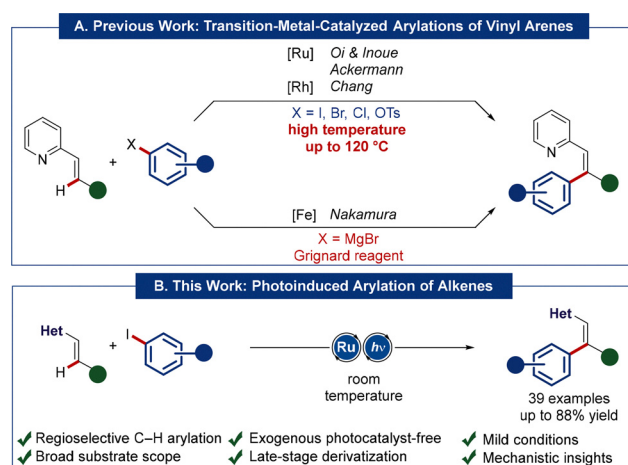 A. Previous Work: Transition-Metal-Catalyzed Arylations of Vinyl Arenes
[Ru] Oi & Inoue
Ackermann
[Rh] Chang
X = I, Br, Cl, OTs
high temperature
up to 120 °C
N
H
+
X
N
[Fe] Nakamura
X = MgBr
Grignard reagent
B. This Work: Photoinduced Arylation of Alkenes
Het
H
+
I
Ru hν
room
temperature
Het
39 examples
up to 88% yield
Regioselective C–H arylation
Exogenous photocatalyst-free
Mild conditions
Broad substrate scope
Late-stage derivatization
Mechanistic insights